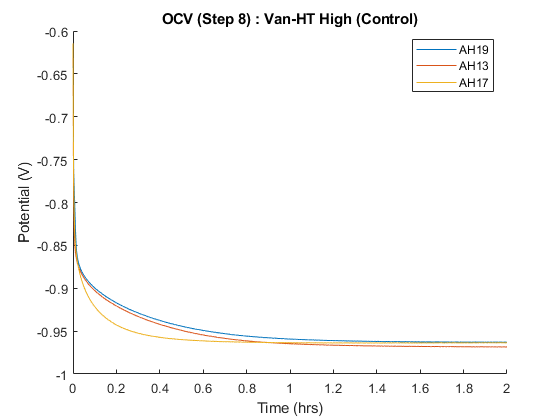 OCV (Step 8) : Van-HT High (Control)
-0.6
-0.65
-0.7
-0.75
-0.8
-0.85
-0.9
-0.95
-1
Potential (V)
AH19
AH13
AH17
0 0.2 0.4 0.6 0.8 1 1.2 1.4 1.6 1.8 2
Time (hrs)